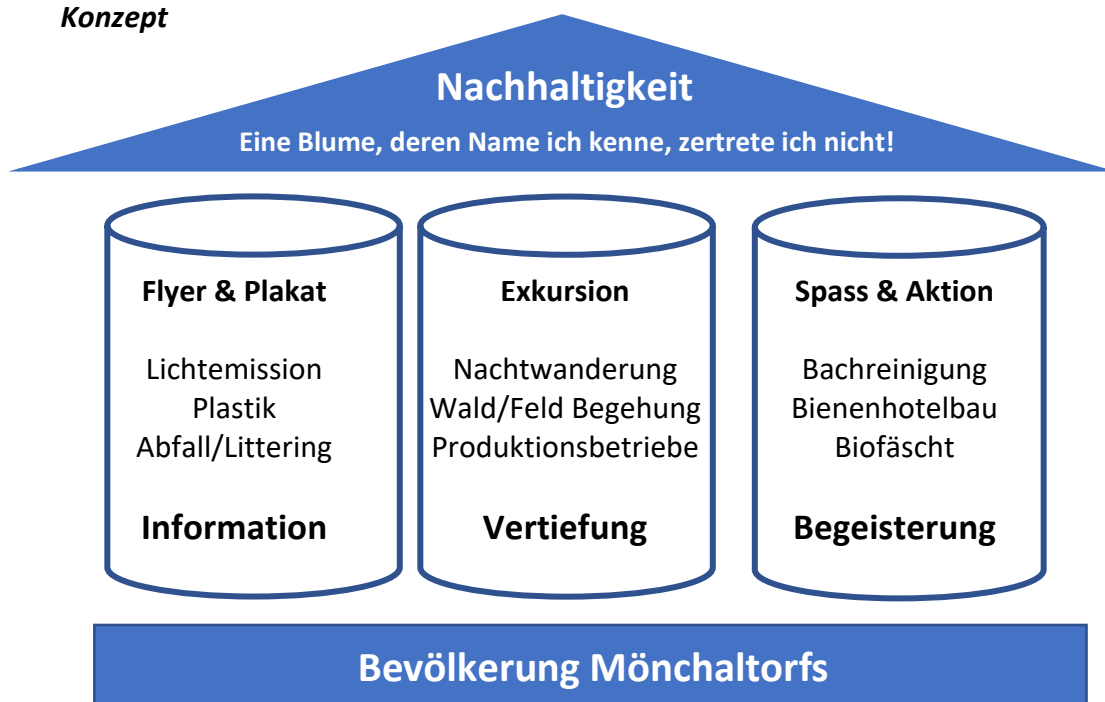 Konzept
Nachhaltigkeit
Eine Blume, deren Name ich kenne, zertrete ich nicht!
Flyer & Plakat
Lichtemission
Plastik
Abfall/Littering
Information
Exkursion
Nachtwanderung
Wald/Feld Begehung
Produktionsbetriebe
Vertiefung
Spass & Aktion
Bachreinigung
Bienenhotelbau
Biofäscht
Begeisterung
Bevölkerung Mönchaltorfs